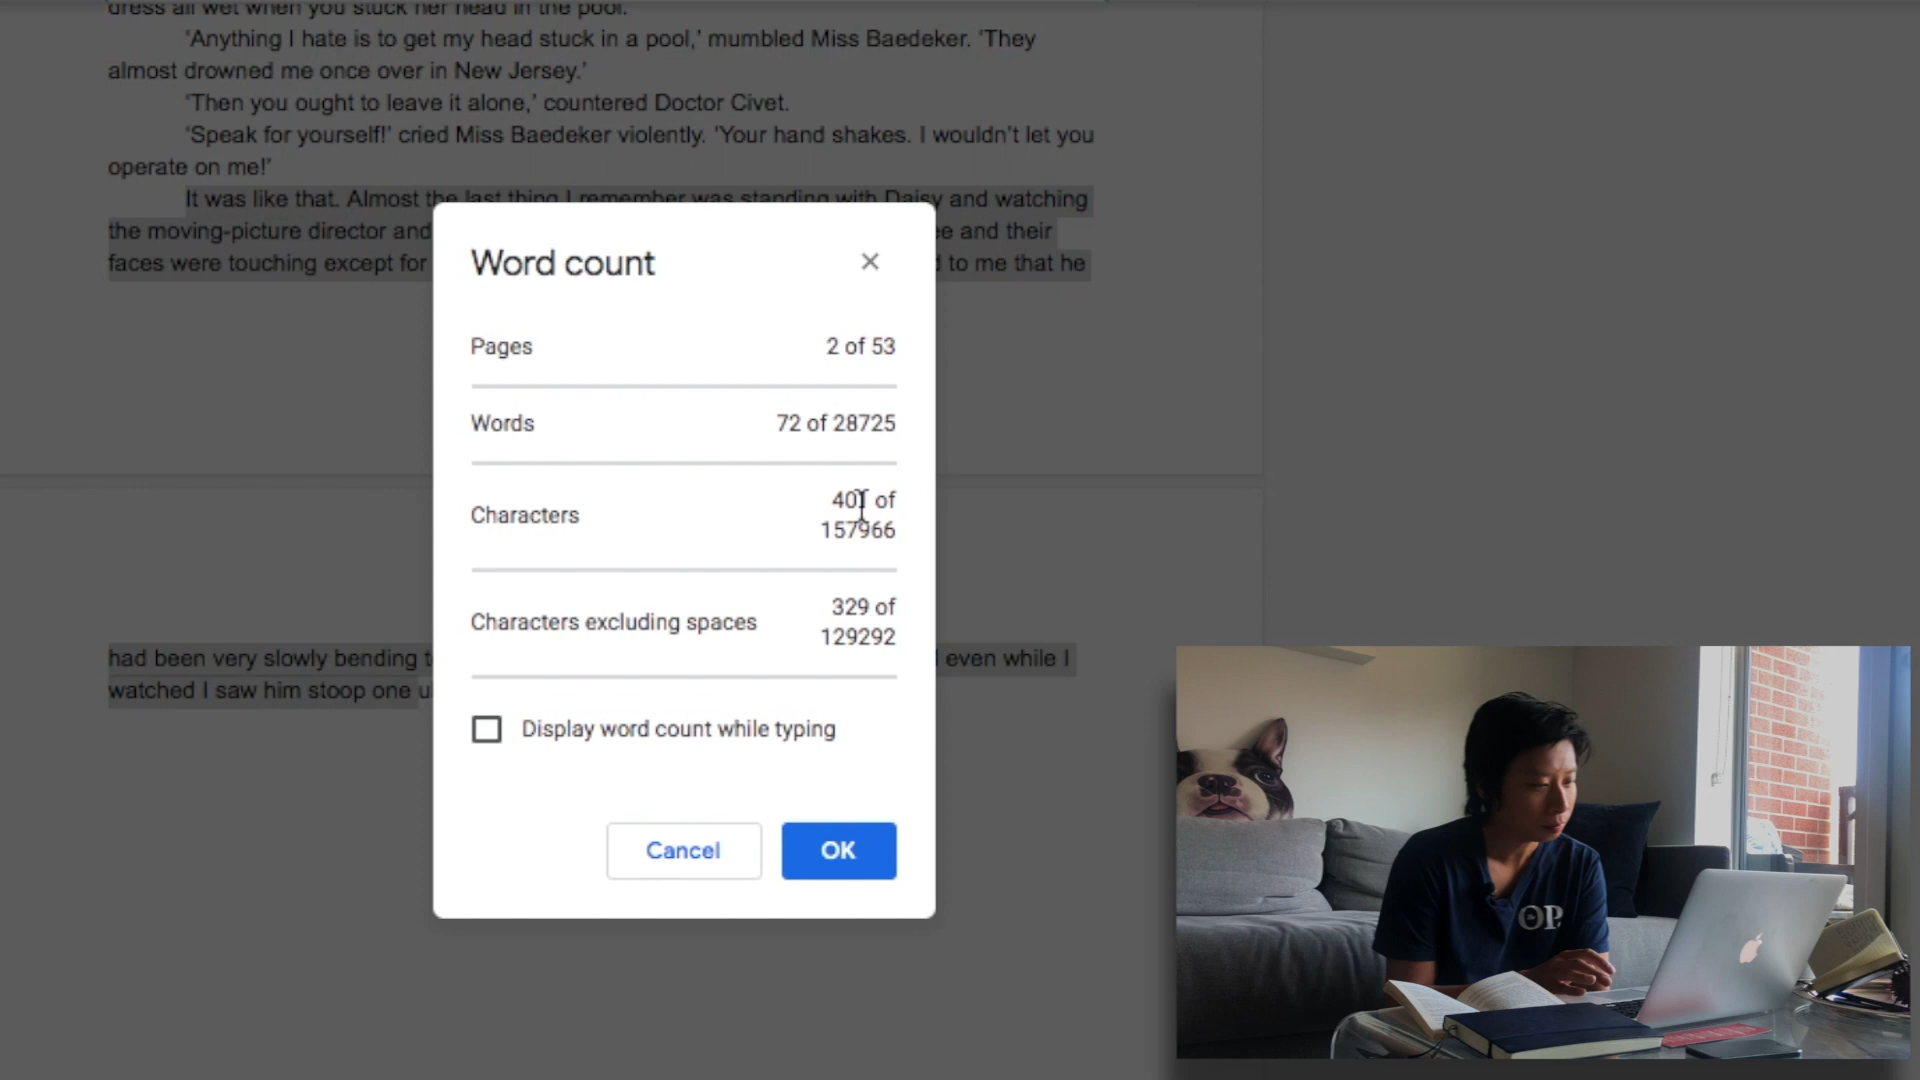 dress all wet when you stuck her head in the pool.'
'Anything I hate is to get my head stuck in a pool,' mumbled Miss Baedeker. 'They
almost drowned me once over in New Jersey.'
'Then you ought to leave it alone,' countered Doctor Civet.
'Speak for yourself!' cried Miss Baedeker violently. 'Your hand shakes. I wouldn't let you
operate on me!'
It was like that. Almost the last thing I remember was standing with Daisy and watching
the moving-picture director and
and their
faces were touching except for
to me that he
Word count
Pages
2 of 53
Words
72 of 28725
Characters
401 of
157966
Characters excluding spaces
329 of
129292
had been very slowly bending
even while I
watched I saw him stoop one
Display word count while typing
Cancel
OK
OP.